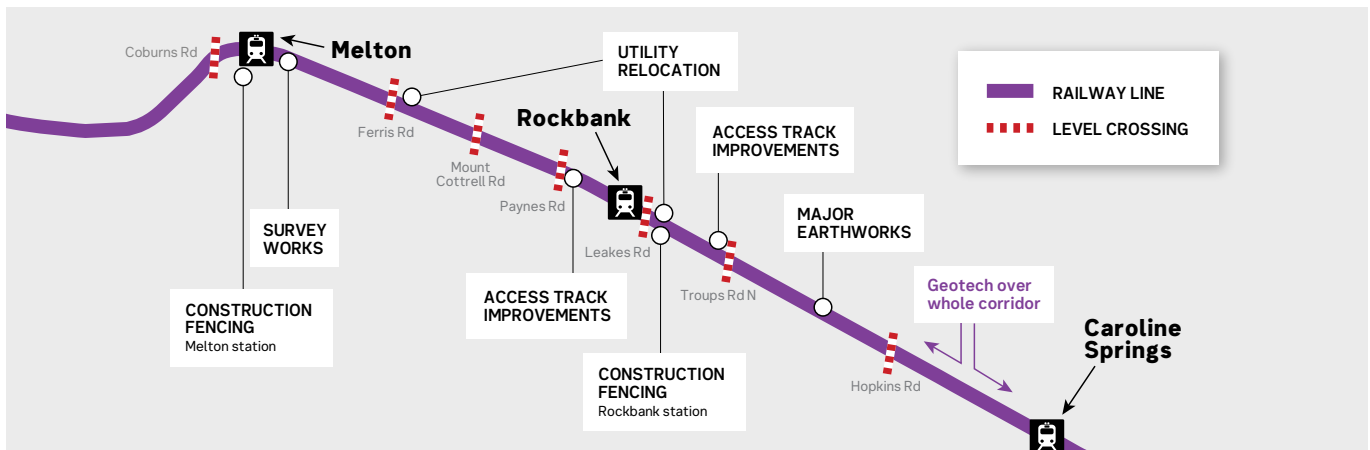 Coburns Rd
Melton
UTILITY
RELOCATION
RAILWAY LINE
LEVEL CROSSING
Ferris Rd
Rockbank
ACCESS TRACK
IMPROVEMENTS
Mount
Cottrell Rd
Paynes Rd
SURVEY
WORKS
MAJOR
EARTHWORKS
Leakes Rd
CONSTRUCTION
FENCING
Melton station
ACCESS TRACK
IMPROVEMENTS
Troups Rd N
Geotech over
whole corridor
Caroline
Springs
CONSTRUCTION
FENCING
Rockbank station
Hopkins Rd